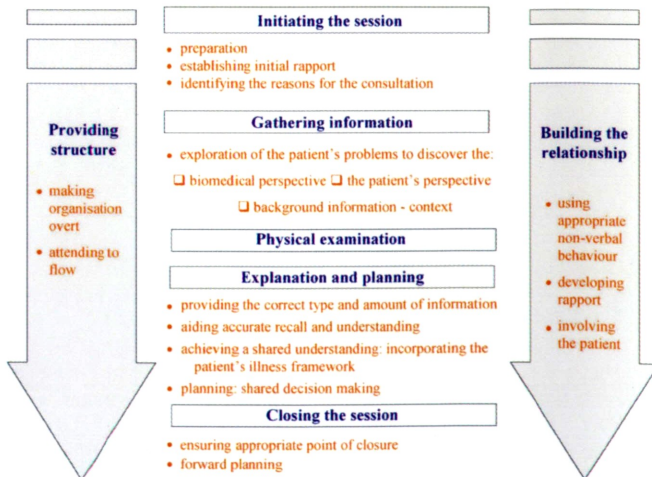 Initiating the session
• preparation
• establishing initial rapport
• identifying the reasons for the consultation
Providing
structure
• making
organisation
overt
• attending to
flow
Gathering information
• exploration of the patient's problems to discover the:
❑ biomedical perspective ❑ the patient's perspective
❑ background information - context
Physical examination
Explanation and planning
• providing the correct type and amount of information
• aiding accurate recall and understanding
• achieving a shared understanding: incorporating the
patient's illness framework
• planning: shared decision making
Closing the session
• ensuring appropriate point of closure
• forward planning
Building the
relationship
• using
appropriate
non-verbal
behaviour
• developing
rapport
• involving
the patient